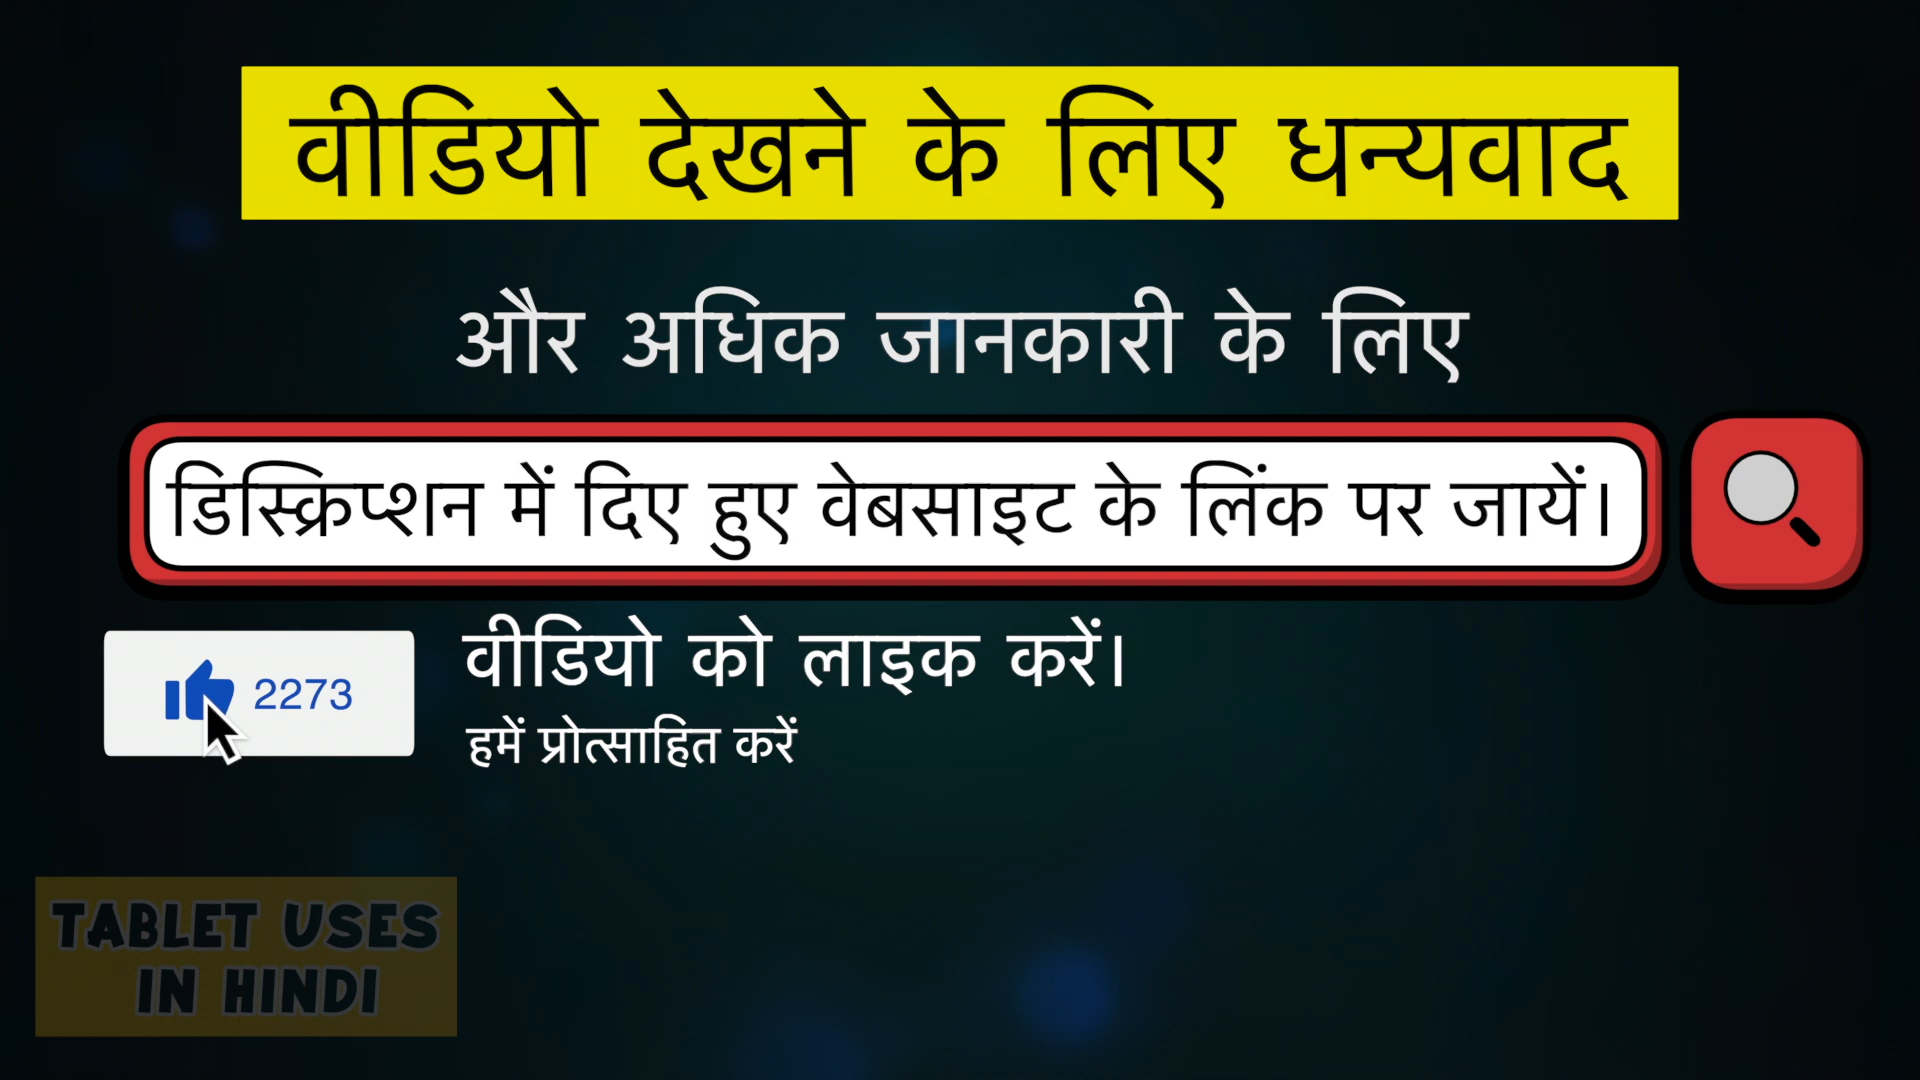 वीडियो देखने के लिए धन्यवाद
और अधिक जानकारी के लिए
डिस्क्रिप्शन में दिए हुए वेबसाइट के लिंक पर जायें।
2273
वीडियो को लाइक करें।
हमें प्रोत्साहित करें
TABLET USES
IN HINDI